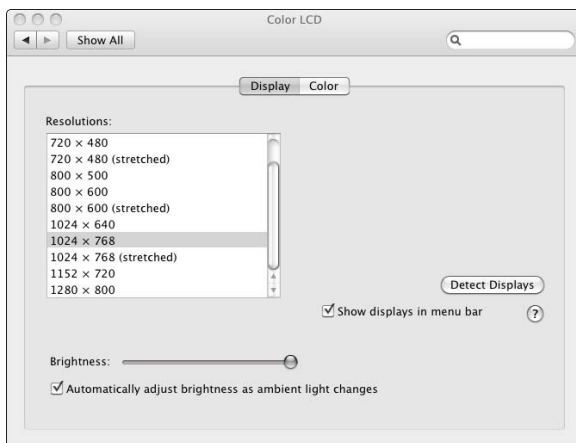 Color LCD
Show All
Display Color
Resolutions:
720 × 480
720 × 480 (stretched)
800 × 500
800 × 600
800 × 600 (stretched)
1024 × 640
1024 × 768
1024 × 768 (stretched)
1152 × 720
1280 × 800
Detect Displays
Show displays in menu bar ?
Brightness:
Automatically adjust brightness as ambient light changes